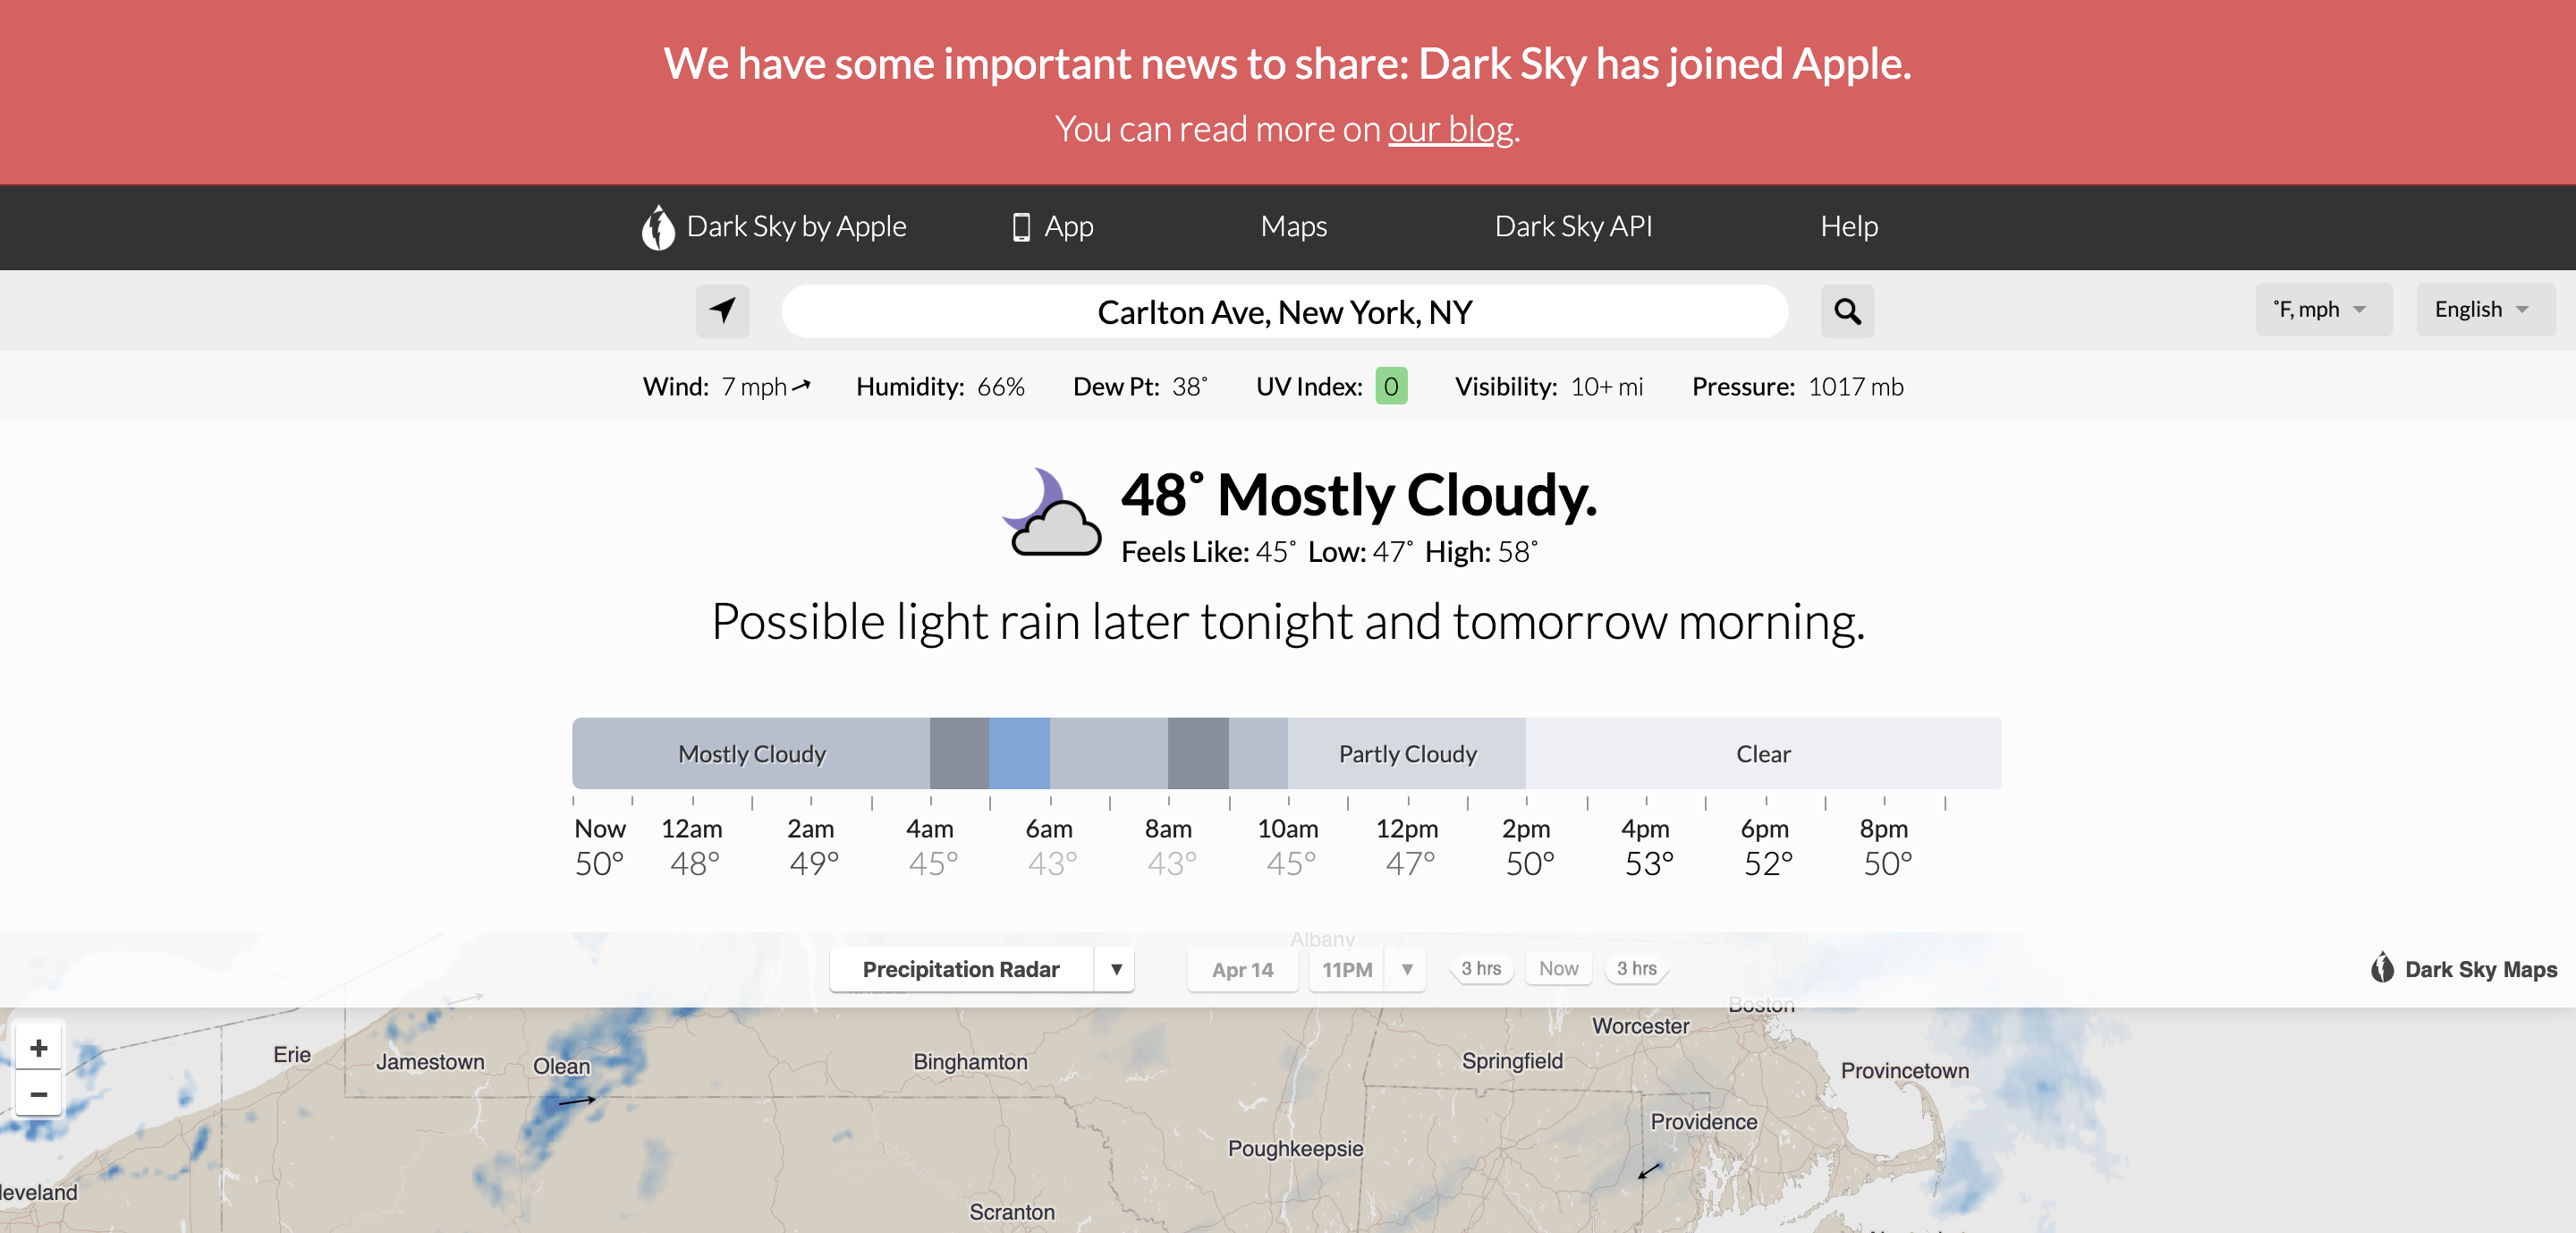 We have some important news to share: Dark Sky has joined Apple.
You can read more on our blog.
Dark Sky by Apple App Maps Dark Sky API Help
Carlton Ave, New York, NY
˚F, mph English
Wind: 7 mph Humidity: 66% Dew Pt: 38˚ UV Index: 0 Visibility: 10+ mi Pressure: 1017 mb
48˚ Mostly Cloudy.
Feels Like: 45˚ Low: 47˚ High: 58˚
Possible light rain later tonight and tomorrow morning.
Mostly Cloudy Partly Cloudy Clear
Now 12am 2am 4am 6am 8am 10am 12pm 2pm 4pm 6pm 8pm
50° 48° 49° 45° 43° 43° 45° 47° 50° 53° 52° 50°
Albany
Precipitation Radar ▼ Apr 14 11PM ▼ 3 hrs Now 3 hrs Dark Sky Maps
Boston
Worcester
+
Erie Jamestown Olean Binghamton Springfield Provincetown
−
Providence
Poughkeepsie
leveland
Scranton